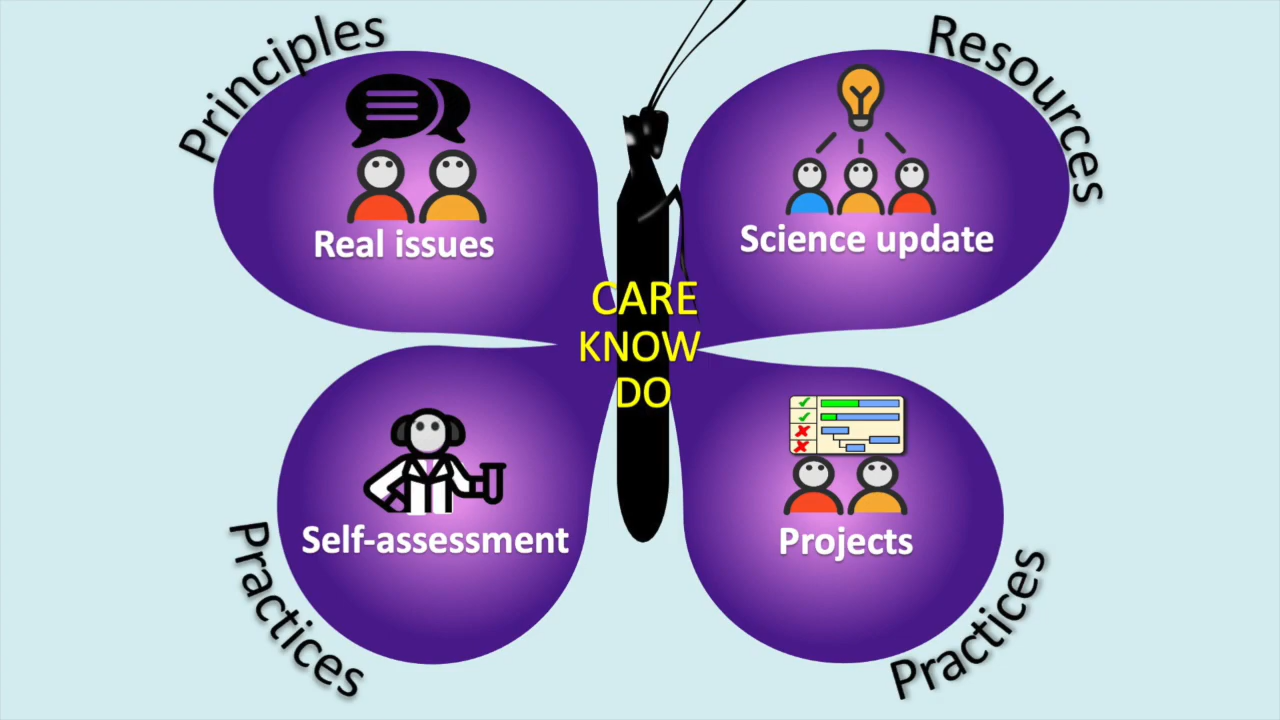 Principles
Resources
Real issues
Science update
CARE
KNOW
DO
Self-assessment
Projects
Practices
Practices